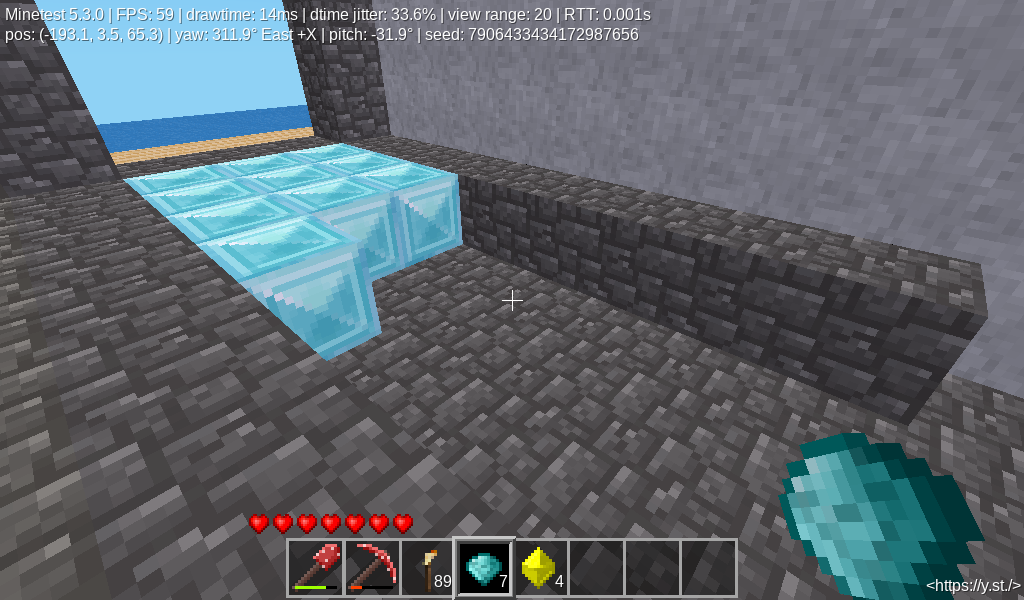 Minetest 5.3.0 | FPS: 59 | drawtime: 14ms | dtime jitter: 33.6% | view range: 20 | RTT: 0.001s
pos: (-193.1, 3.5, 65.3) | yaw: 311.9° East +X | pitch: -31.9° | seed: 7906433434172987656
89
7
4
<https://y.st./>